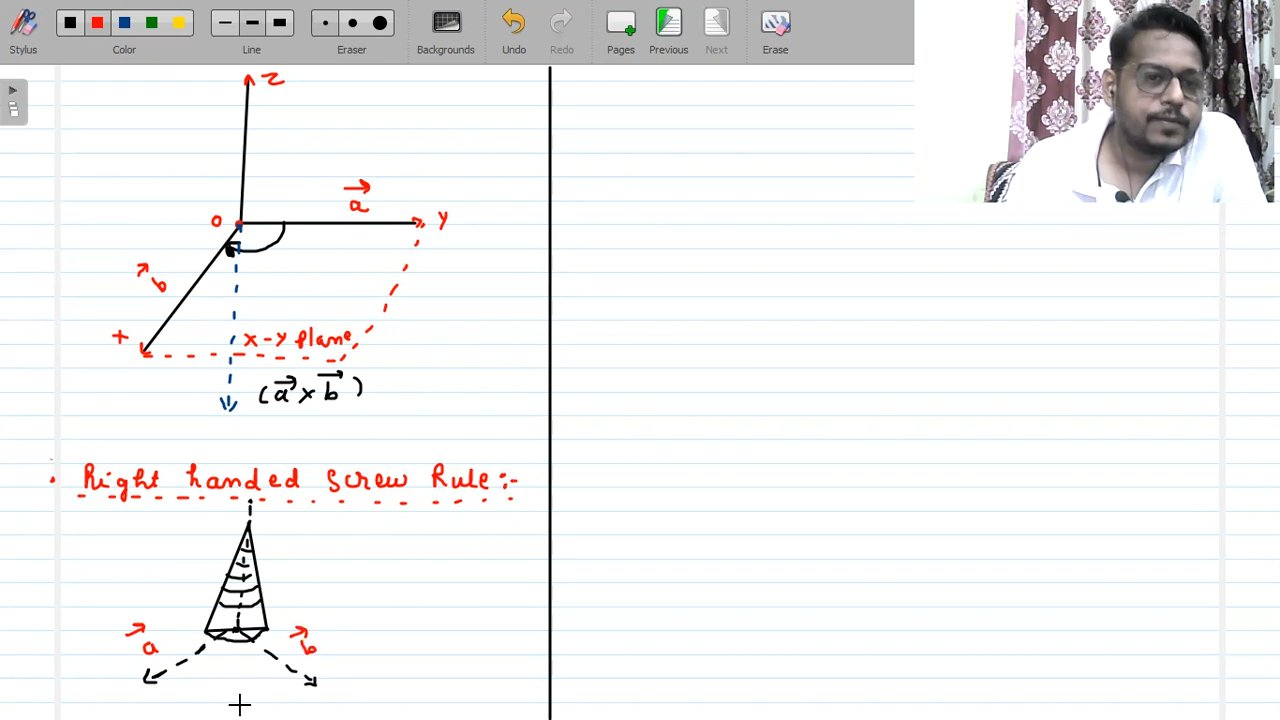 Stylus
Color
Line
Eraser
Backgrounds
Undo
Redo
Pages
Previous
Next
Erase
Z
a
O
Y
b
x-y plane
(a × b)
• Right handed Screw Rule :-
a
b